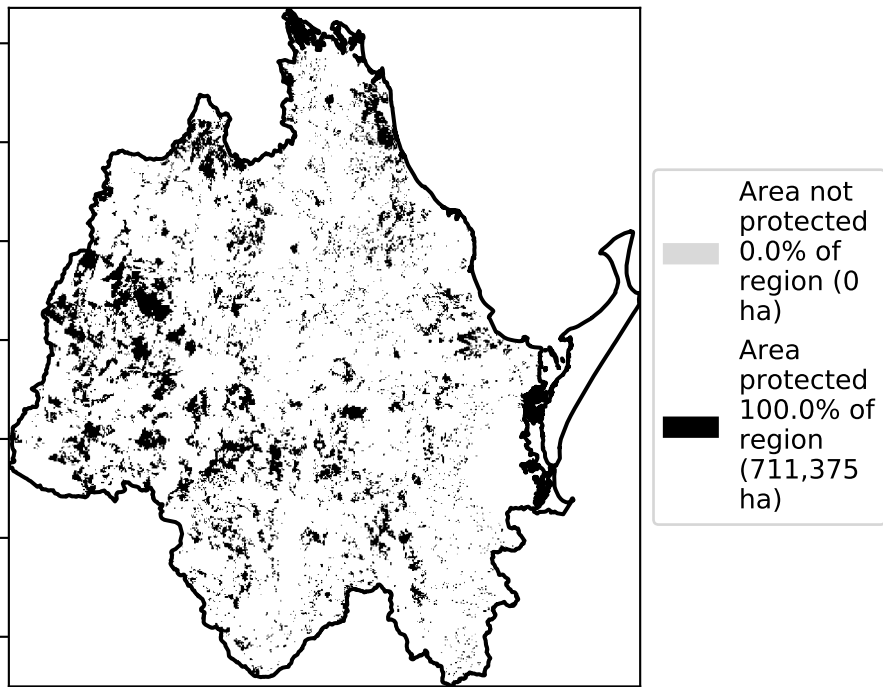 Area not
protected
0.0% of
region (0
ha)
Area
protected
100.0% of
region
(711,375
ha)